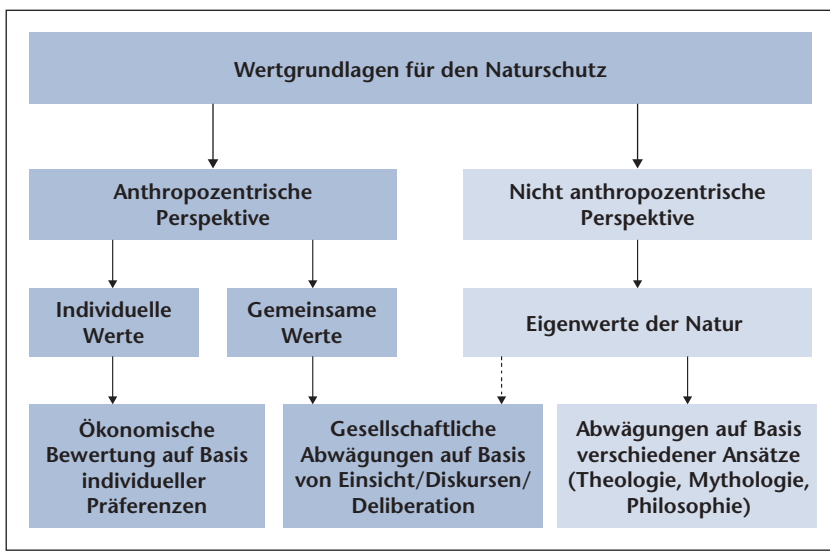 Wertgrundlagen für den Naturschutz
Anthropozentrische
Perspektive
Nicht anthropozentrische
Perspektive
Individuelle
Werte
Gemeinsame
Werte
Eigenwerte der Natur
Ökonomische
Bewertung auf Basis
individueller
Präferenzen
Gesellschaftliche
Abwägungen auf Basis
von Einsicht/Diskursen/
Deliberation
Abwägungen auf Basis
verschiedener Ansätze
(Theologie, Mythologie,
Philosophie)